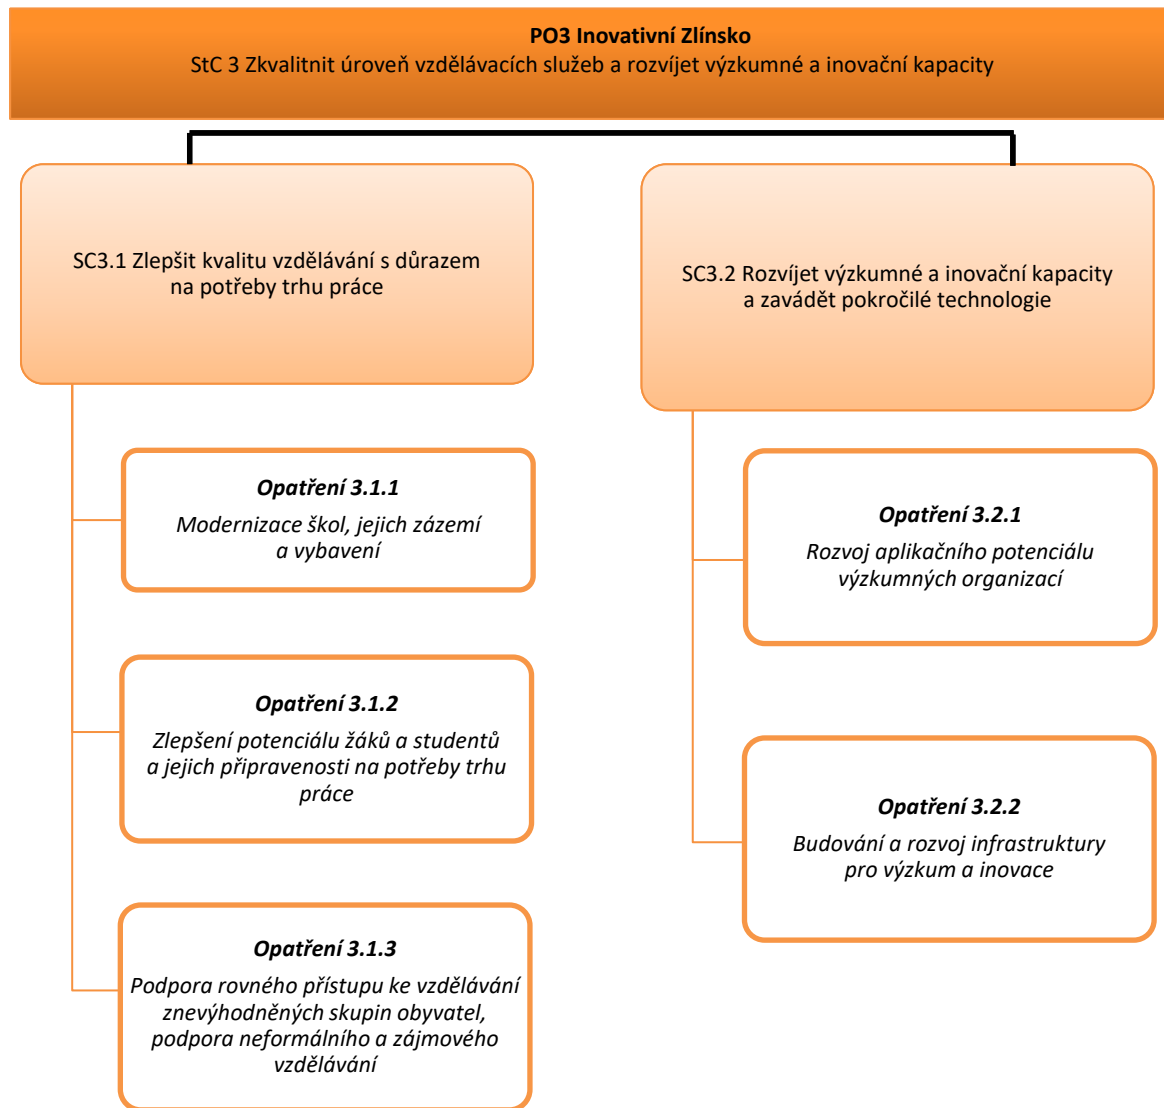 PO3 Inovativní Zlínsko
StC 3 Zkvalitnit úroveň vzdělávacích služeb a rozvíjet výzkumné a inovační kapacity
SC3.1 Zlepšit kvalitu vzdělávání s důrazem
na potřeby trhu práce
Opatření 3.1.1
Modernizace škol, jejich zázemí
a vybavení
Opatření 3.1.2
Zlepšení potenciálu žáků a studentů
a jejich připravenosti na potřeby trhu
práce
Opatření 3.1.3
Podpora rovného přístupu ke vzdělávání
znevýhodněných skupin obyvatel,
podpora neformálního a zájmového
vzdělávání
SC3.2 Rozvíjet výzkumné a inovační kapacity
a zavádět pokročilé technologie
Opatření 3.2.1
Rozvoj aplikačního potenciálu
výzkumných organizací
Opatření 3.2.2
Budování a rozvoj infrastruktury
pro výzkum a inovace